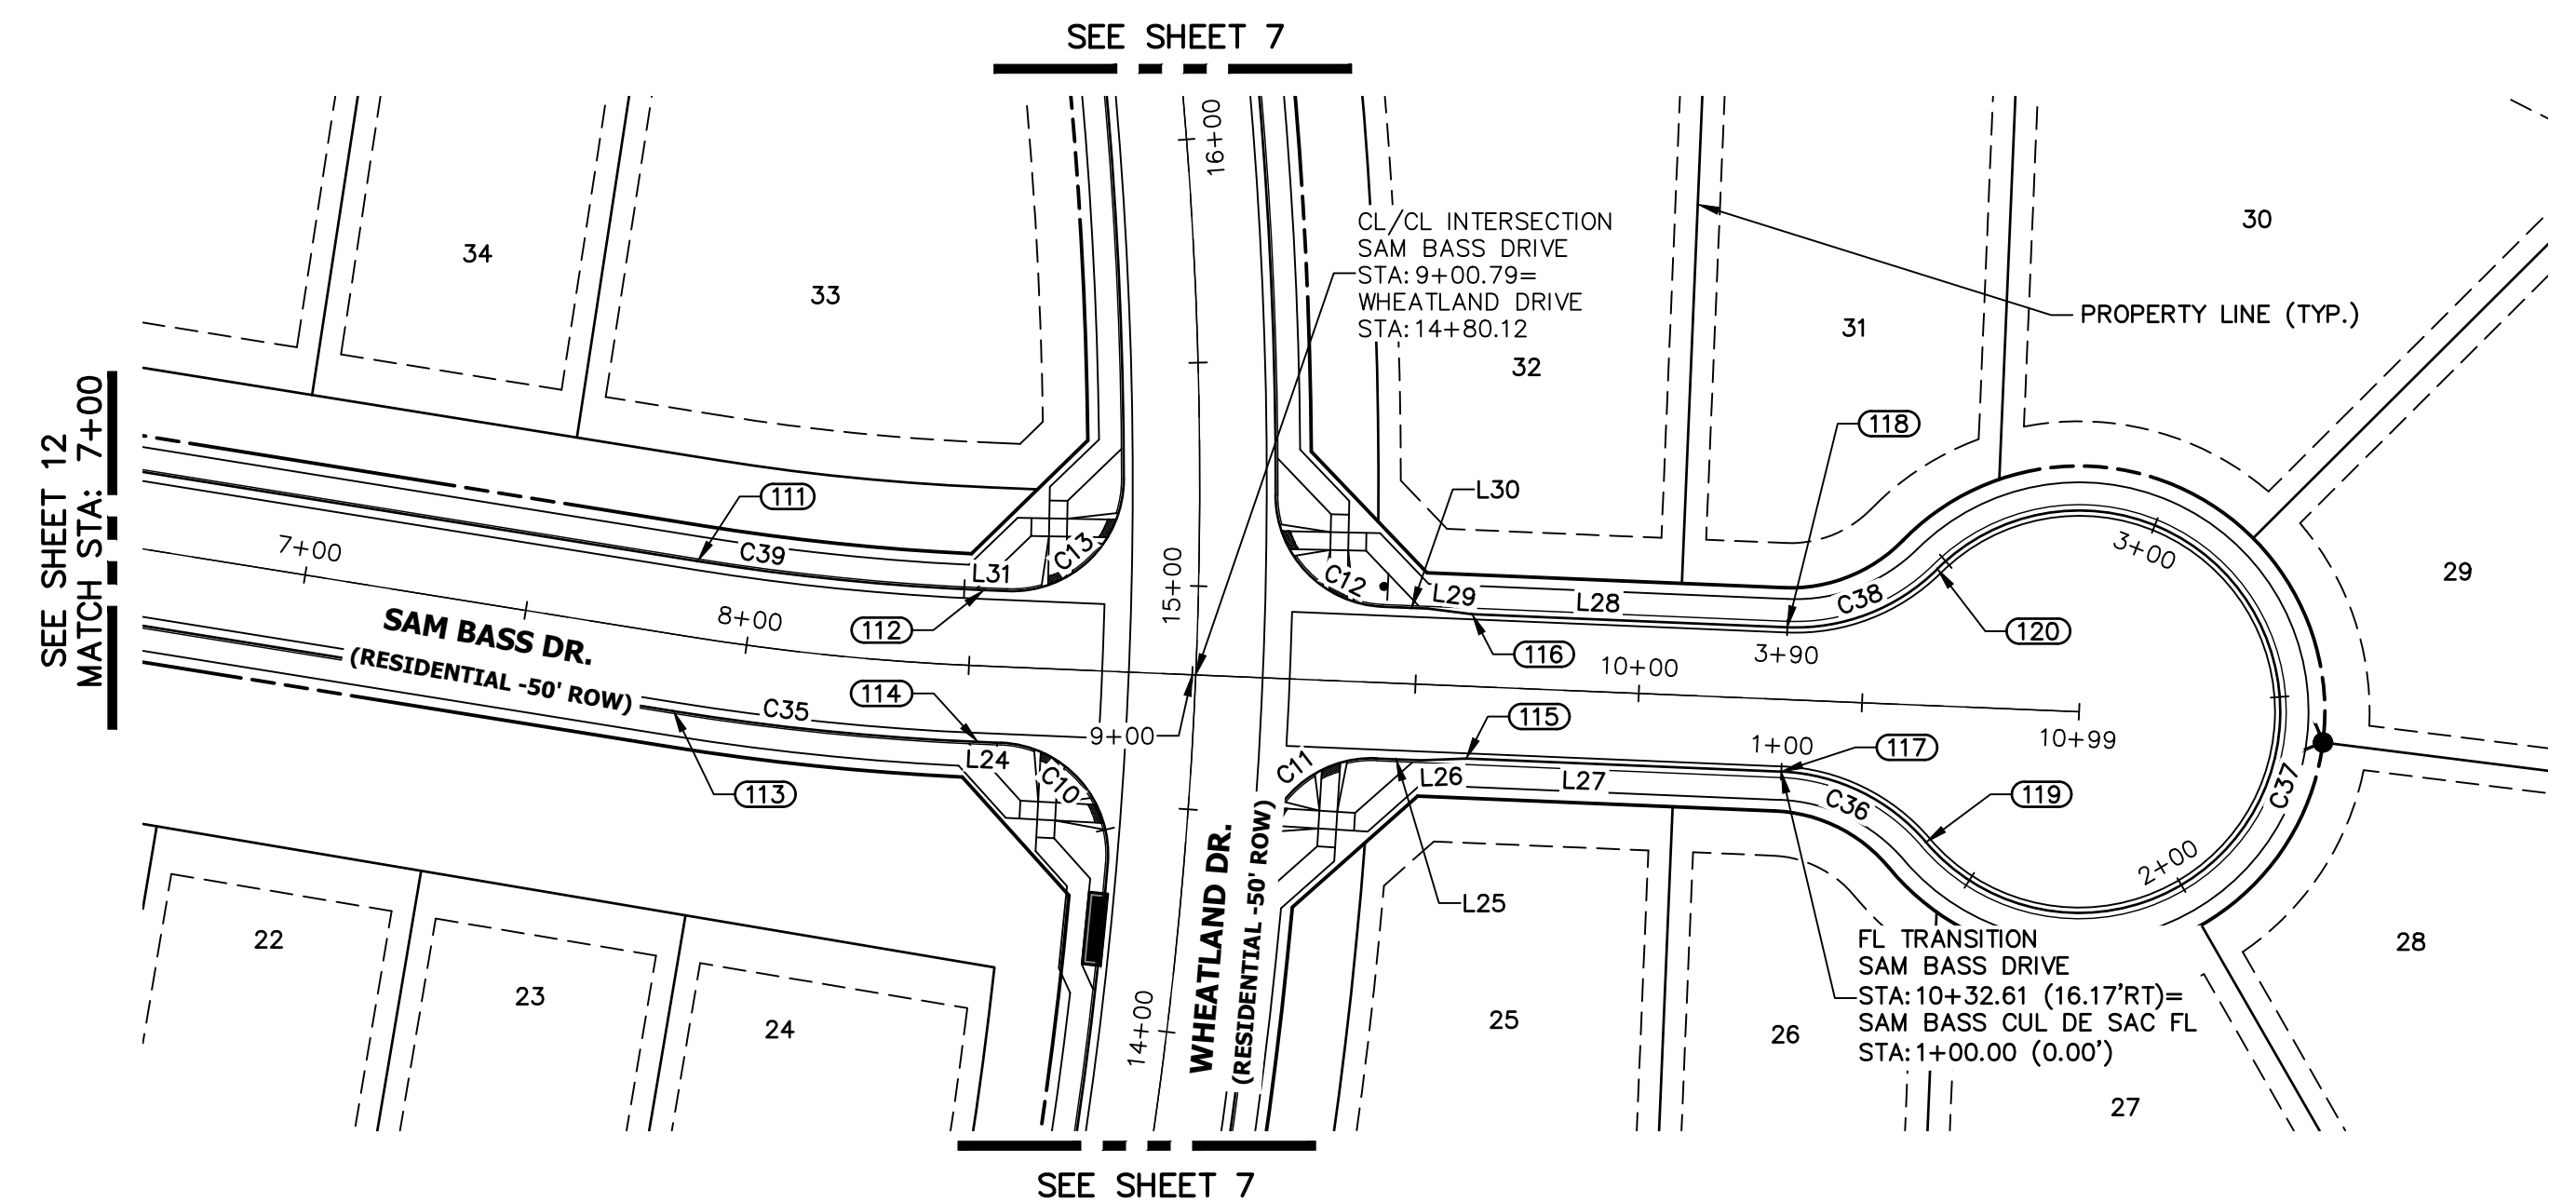 SEE SHEET 7
16+00
CL/CL INTERSECTION
SAM BASS DRIVE
STA:9+00.79=
WHEATLAND DRIVE
STA:14+80.12
34
33
32
31
30
PROPERTY LINE (TYP.)
SEE SHEET 12
MATCH STA: 7+00
111
C39
C13
L31
112
7+00
8+00
SAM BASS DR.
(RESIDENTIAL -50' ROW)
15+00
L30
C12
L29
L28
118
C38
120
3+00
29
116
10+00
3+90
114
C35
9+00
L24
C10
113
115
C11
L26
L27
L25
1+00
117
C36
119
10+99
C37
2+00
WHEATLAND DR.
(RESIDENTIAL -50' ROW)
14+00
22
23
24
25
26
27
28
FL TRANSITION
SAM BASS DRIVE
STA:10+32.61 (16.17'RT)=
SAM BASS CUL DE SAC FL
STA:1+00.00 (0.00')
SEE SHEET 7